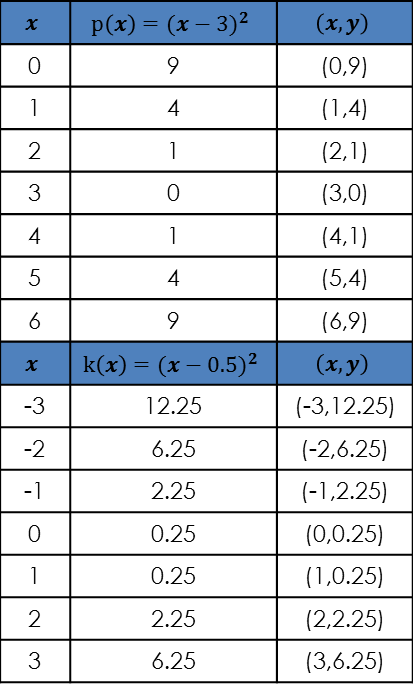 x p(x) = (x − 3)² (x, y)
0 9 (0,9)
1 4 (1,4)
2 1 (2,1)
3 0 (3,0)
4 1 (4,1)
5 4 (5,4)
6 9 (6,9)
x k(x) = (x − 0.5)² (x, y)
-3 12.25 (-3,12.25)
-2 6.25 (-2,6.25)
-1 2.25 (-1,2.25)
0 0.25 (0,0.25)
1 0.25 (1,0.25)
2 2.25 (2,2.25)
3 6.25 (3,6.25)